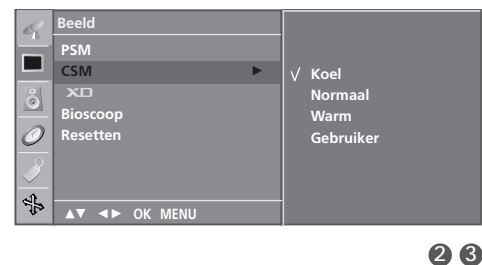 Beeld
PSM
CSM ►
XD
Bioscoop
Resetten
▲▼ ◄► OK MENU
√ Koel
Normaal
Warm
Gebruiker
2 3